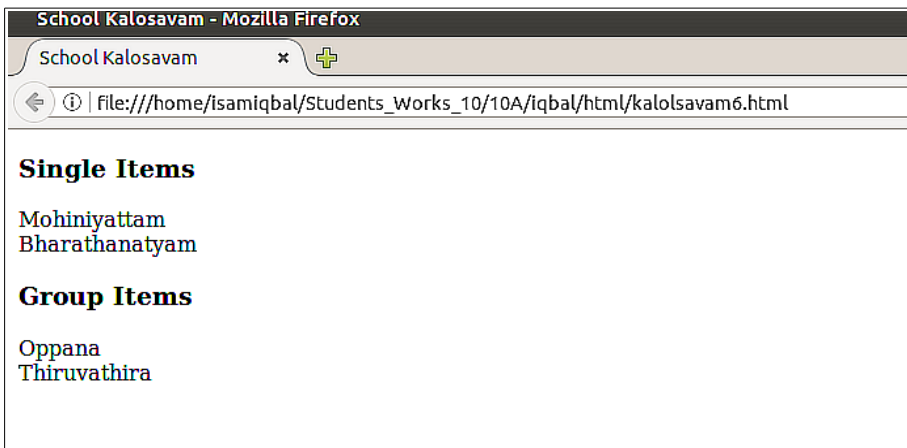 School Kalosavam - Mozilla Firefox
School Kalosavam
file:///home/isamiqbal/Students_Works_10/10A/iqbal/html/kalolsavam6.html
Single Items
Mohiniyattam
Bharathanatyam
Group Items
Oppana
Thiruvathira